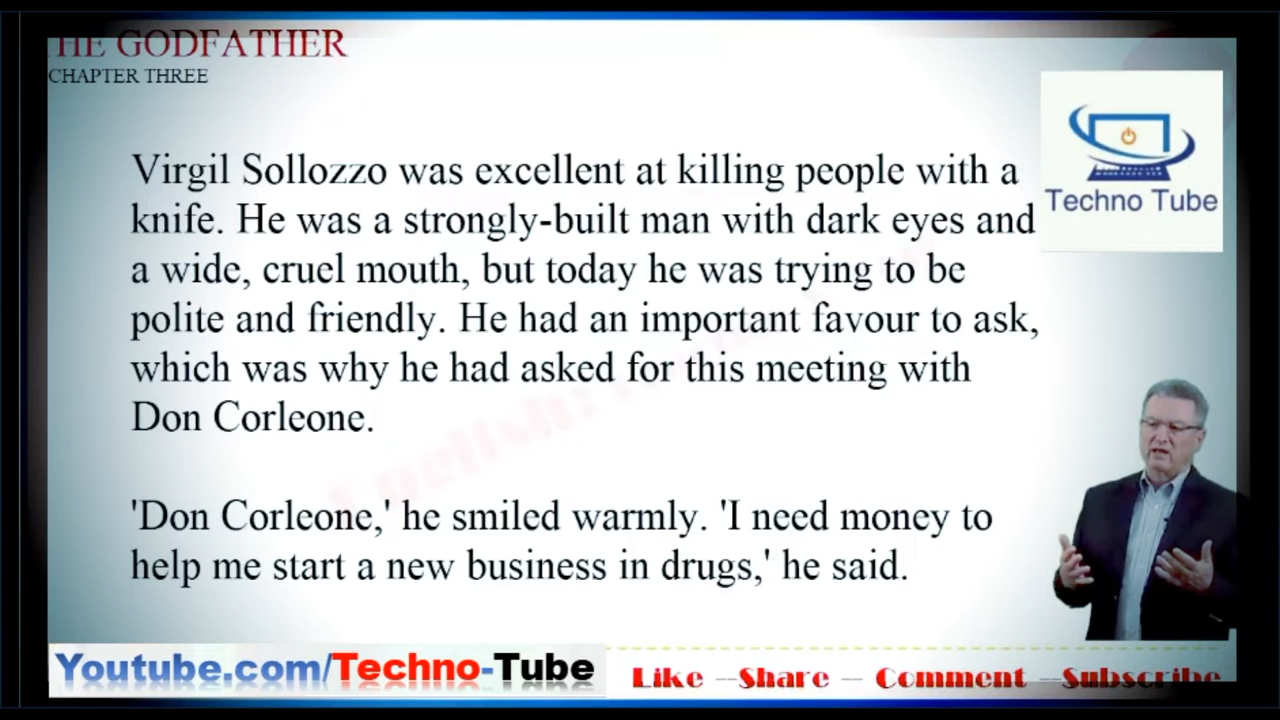 THE GODFATHER
CHAPTER THREE
Techno Tube
Virgil Sollozzo was excellent at killing people with a
knife. He was a strongly-built man with dark eyes and
a wide, cruel mouth, but today he was trying to be
polite and friendly. He had an important favour to ask,
which was why he had asked for this meeting with
Don Corleone.
'Don Corleone,' he smiled warmly. 'I need money to
help me start a new business in drugs,' he said.
Youtube.com/Techno-Tube
Like --Share -- Comment --Subscribe